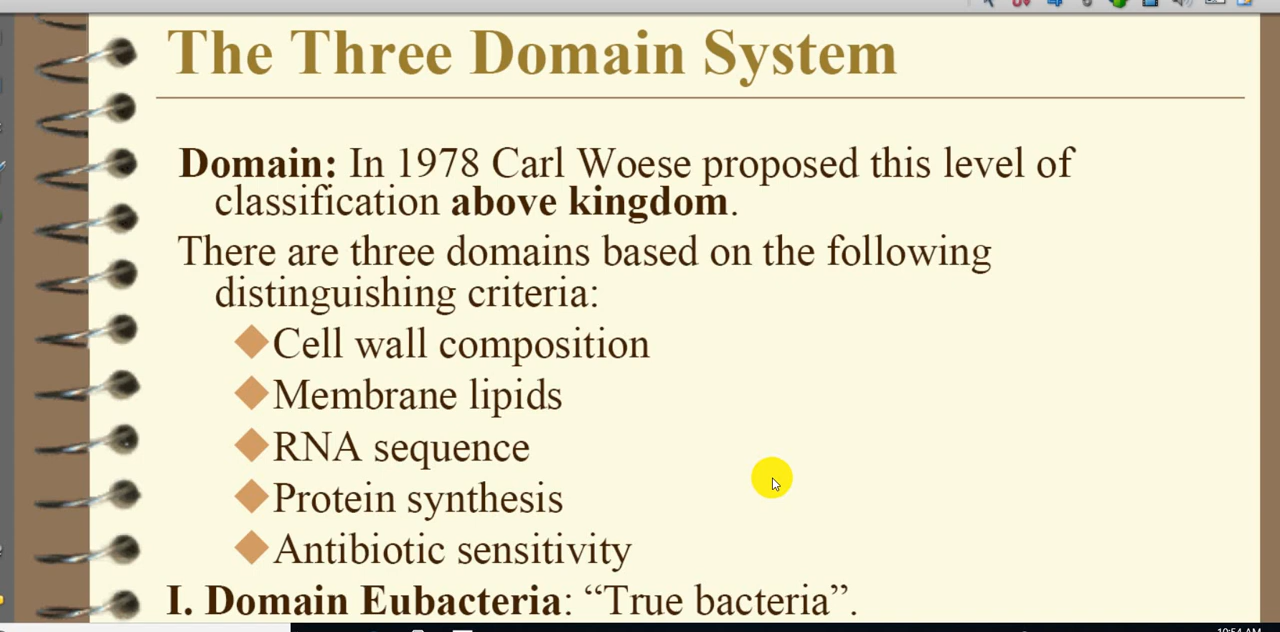 The Three Domain System
Domain: In 1978 Carl Woese proposed this level of
classification above kingdom.
There are three domains based on the following
distinguishing criteria:
Cell wall composition
Membrane lipids
RNA sequence
Protein synthesis
Antibiotic sensitivity
I. Domain Eubacteria: “True bacteria”.